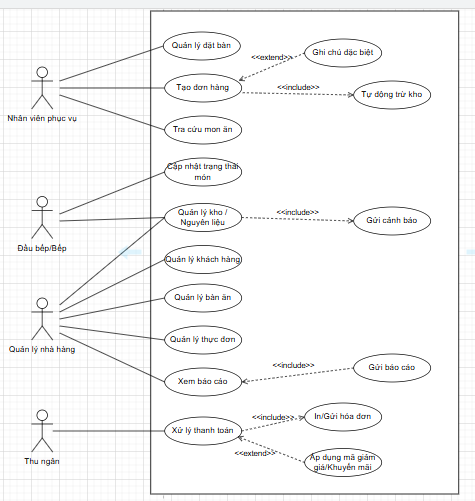 Quản lý đặt bàn
Ghi chú đặc biệt
<<extend>>
Tạo đơn hàng
<<include>>
Tự động trừ kho
Nhân viên phục vụ
Tra cứu mon ăn
Cập nhật trạng thái
món
Quản lý kho /
Nguyên liệu
<<include>>
Gửi cảnh báo
Đầu bếp/Bếp
Quản lý khách hàng
Quản lý bàn ăn
Quản lý nhà hàng
Quản lý thực đơn
<<include>>
Gửi báo cáo
Xem báo cáo
In/Gửi hóa đơn
<<include>>
Xử lý thanh toán
<<extend>>
Áp dụng mã giảm
giá/Khuyến mãi
Thu ngân